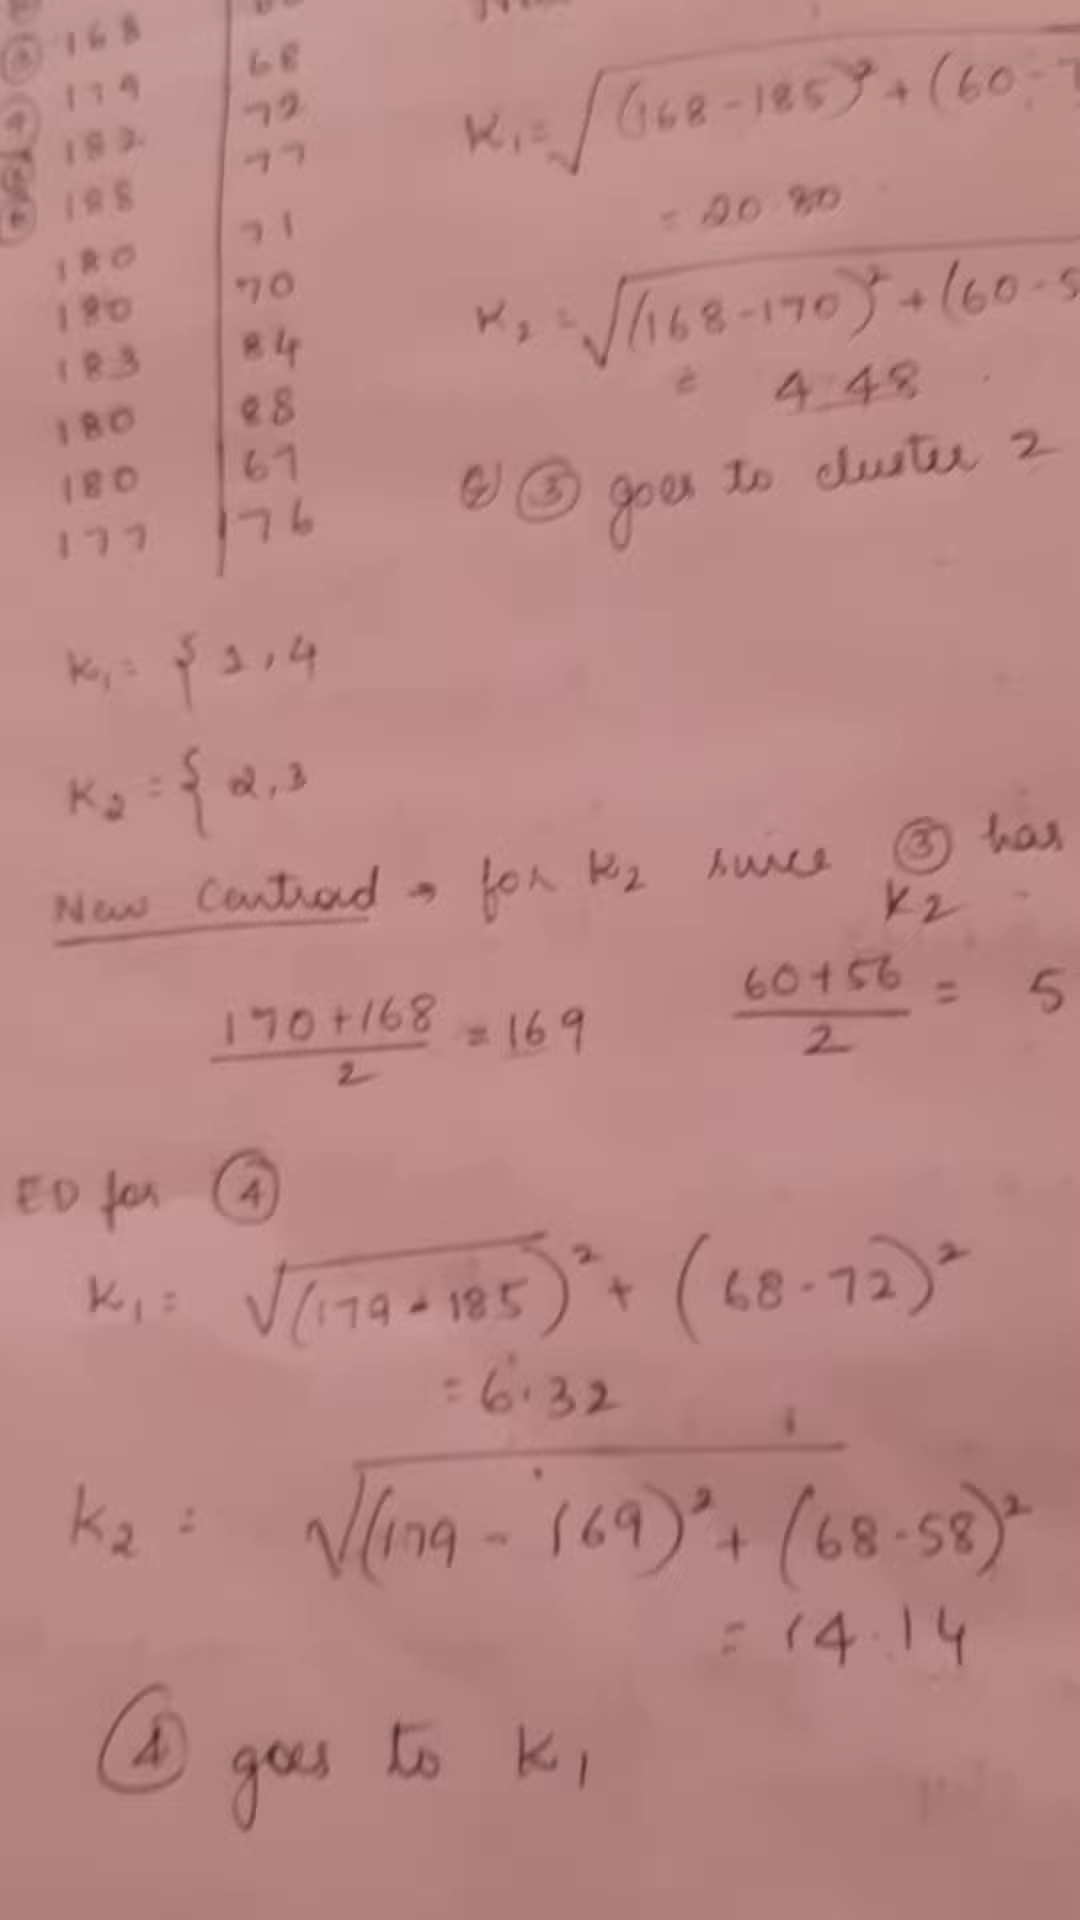 ③ 168
179 68
182 72
188 77
180 71
180 70
183 84
180 88
180 67
177 76
K₁ = √(168-185)² + (60-7
= 20.80
K₂ = √(168-170)² + (60-5
= 4.48
③ goes to cluster 2
K₁ = { 1,4
K₂ = { 2,3
New Centroid → for K₂ since ③ has
K2
170+168/2 = 169 60+56/2 = 5
ED for ④
K₁ = √(179-185)² + (68-72)²
= 6.32
K₂ = √(179-169)² + (68-58)²
= 14.14
④ goes to K₁